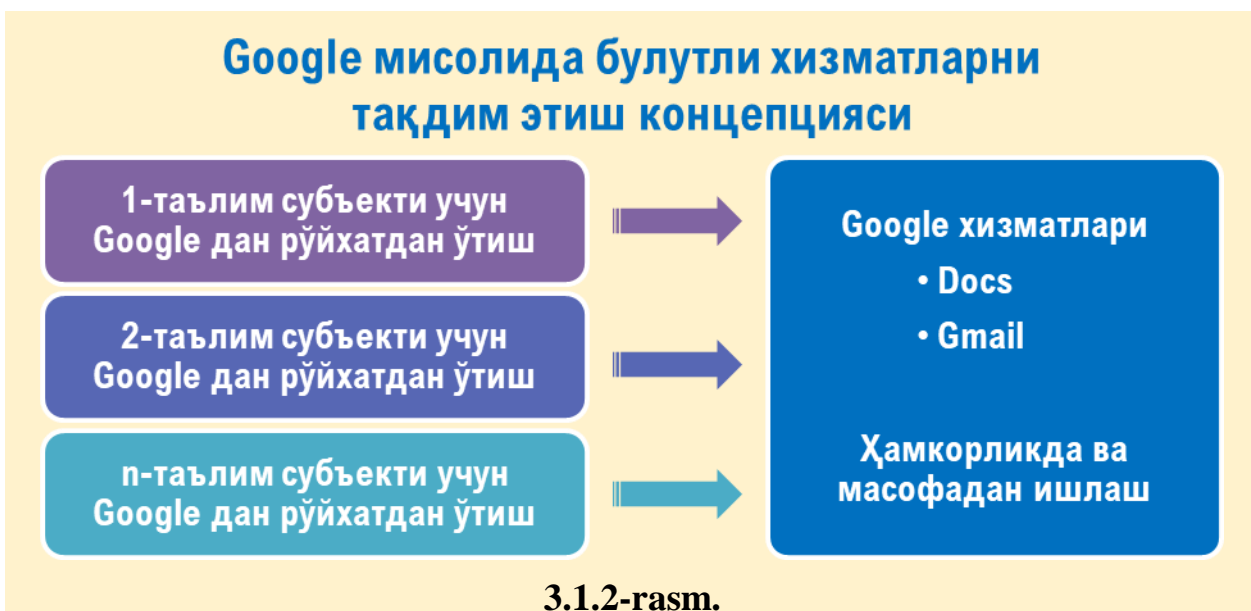 Google мисолида булутли хизматларни
тақдим этиш концепцияси
1-таълим субъекти учун
Google дан рўйхатдан ўтиш
2-таълим субъекти учун
Google дан рўйхатдан ўтиш
n-таълим субъекти учун
Google дан рўйхатдан ўтиш
Google хизматлари
• Docs
• Gmail
Ҳамкорликда ва
масофадан ишлаш
3.1.2-rasm.